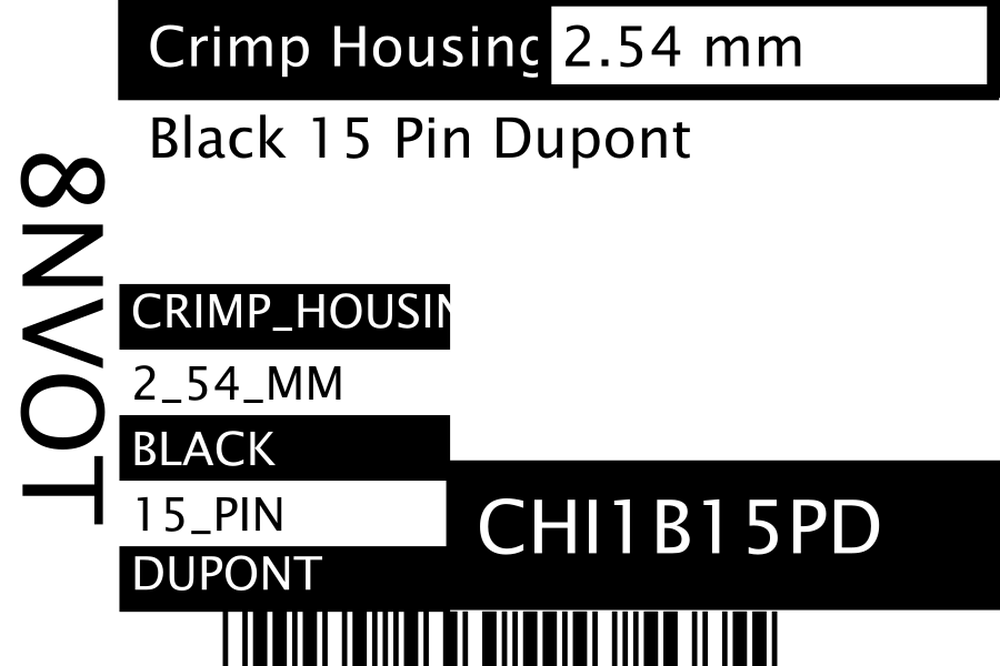 Crimp Housing 2.54 mm
Black 15 Pin Dupont
8NVOT
CRIMP_HOUSIN
2_54_MM
BLACK
15_PIN
DUPONT
CHI1B15PD